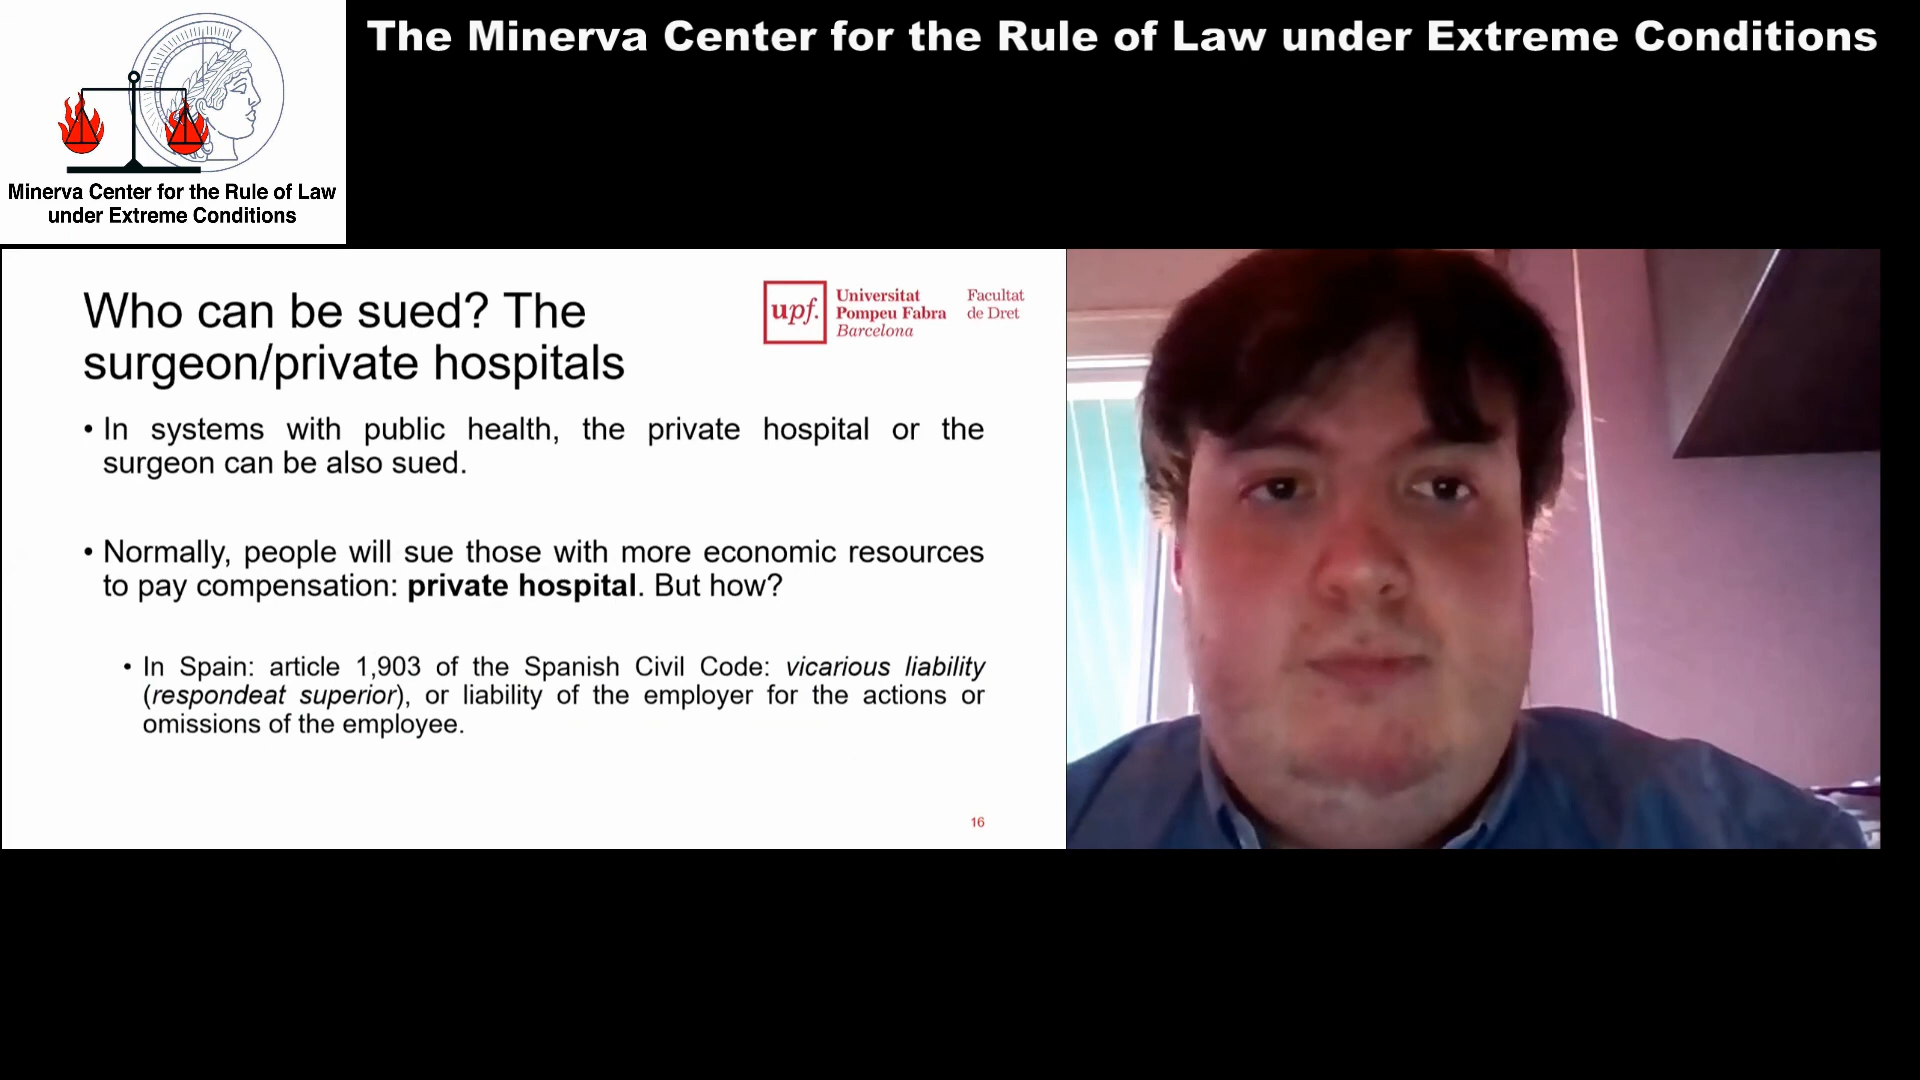 The Minerva Center for the Rule of Law under Extreme Conditions
Minerva Center for the Rule of Law
under Extreme Conditions
Who can be sued? The
surgeon/private hospitals
upf.
Universitat
Pompeu Fabra
Barcelona
Facultat
de Dret
• In systems with public health, the private hospital or the
surgeon can be also sued.
• Normally, people will sue those with more economic resources
to pay compensation: private hospital. But how?
• In Spain: article 1,903 of the Spanish Civil Code: vicarious liability
(respondeat superior), or liability of the employer for the actions or
omissions of the employee.
16